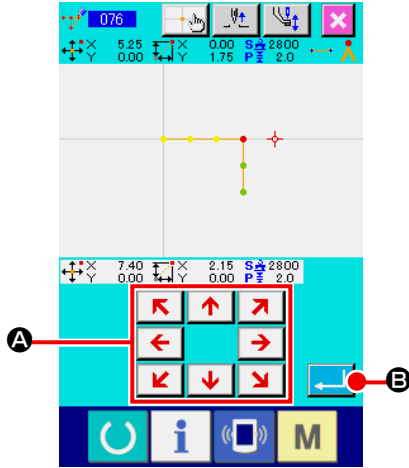 076
X 5.25 X 0.00 S 2800
Y 0.00 Y 1.75 P 2.0
X 7.40 X 2.15 S 2800
Y 0.00 Y 0.00 P 2.0
A
B
i M